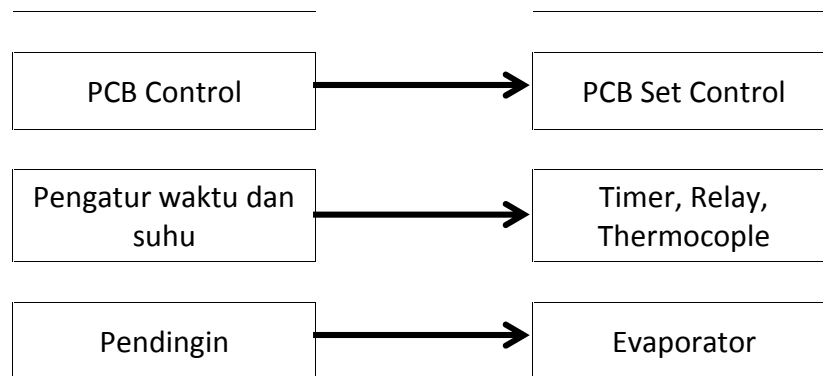 PCB Control
PCB Set Control
Pengatur waktu dan
suhu
Timer, Relay,
Thermocople
Pendingin
Evaporator